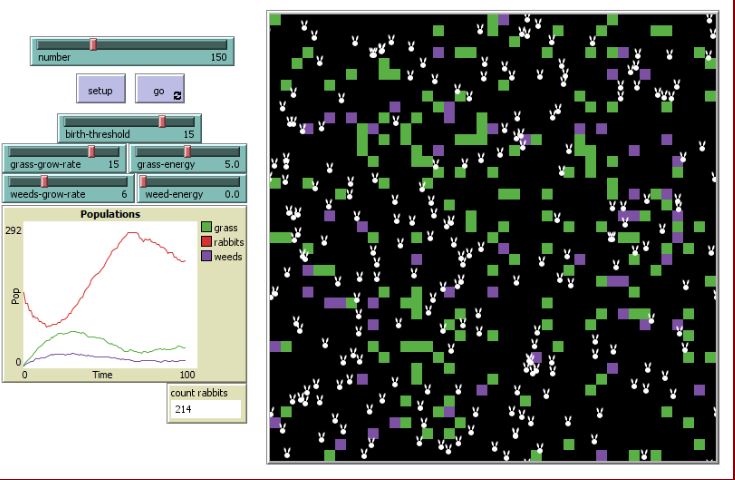 number 150
setup
go
birth-threshold 15
grass-grow-rate 15
grass-energy 5.0
weeds-grow-rate 6
weed-energy 0.0
Populations
292
Pop
0
0 Time 100
grass
rabbits
weeds
count rabbits
214